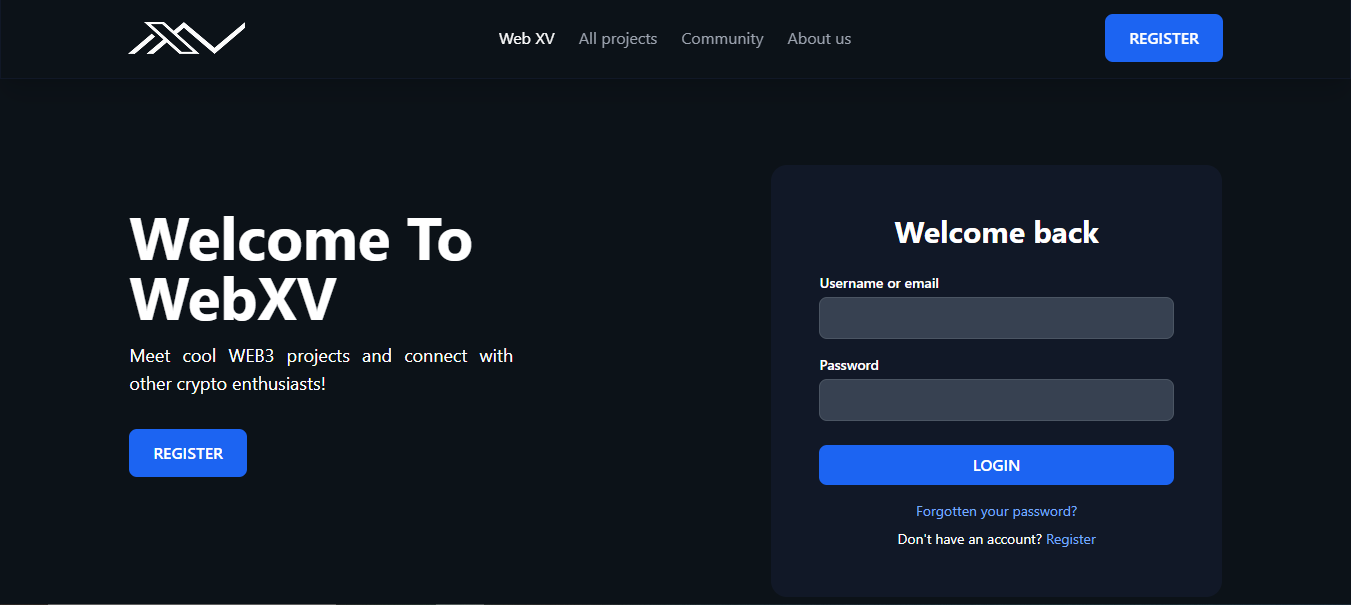 XV
Web XV
All projects
Community
About us
REGISTER
Welcome To
WebXV
Meet cool WEB3 projects and connect with
other crypto enthusiasts!
REGISTER
Welcome back
Username or email
Password
LOGIN
Forgotten your password?
Don't have an account? Register